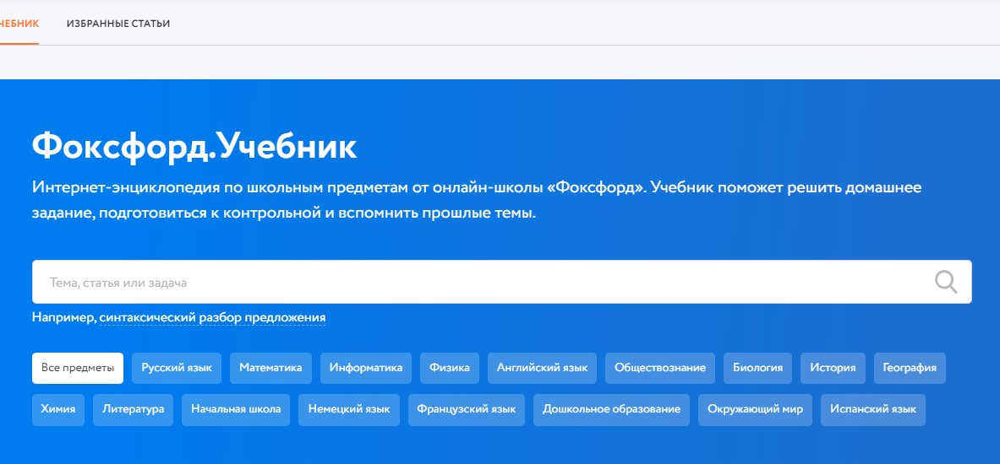 ЧЕБНИК ИЗБРАННЫЕ СТАТЬИ
Фоксфорд.Учебник
Интернет-энциклопедия по школьным предметам от онлайн-школы «Фоксфорд». Учебник поможет решить домашнее
задание, подготовиться к контрольной и вспомнить прошлые темы.
Тема, статья или задача
Например, синтаксический разбор предложения
Все предметы Русский язык Математика Информатика Физика Английский язык Обществознание Биология История География
Химия Литература Начальная школа Немецкий язык Французский язык Дошкольное образование Окружающий мир Испанский язык